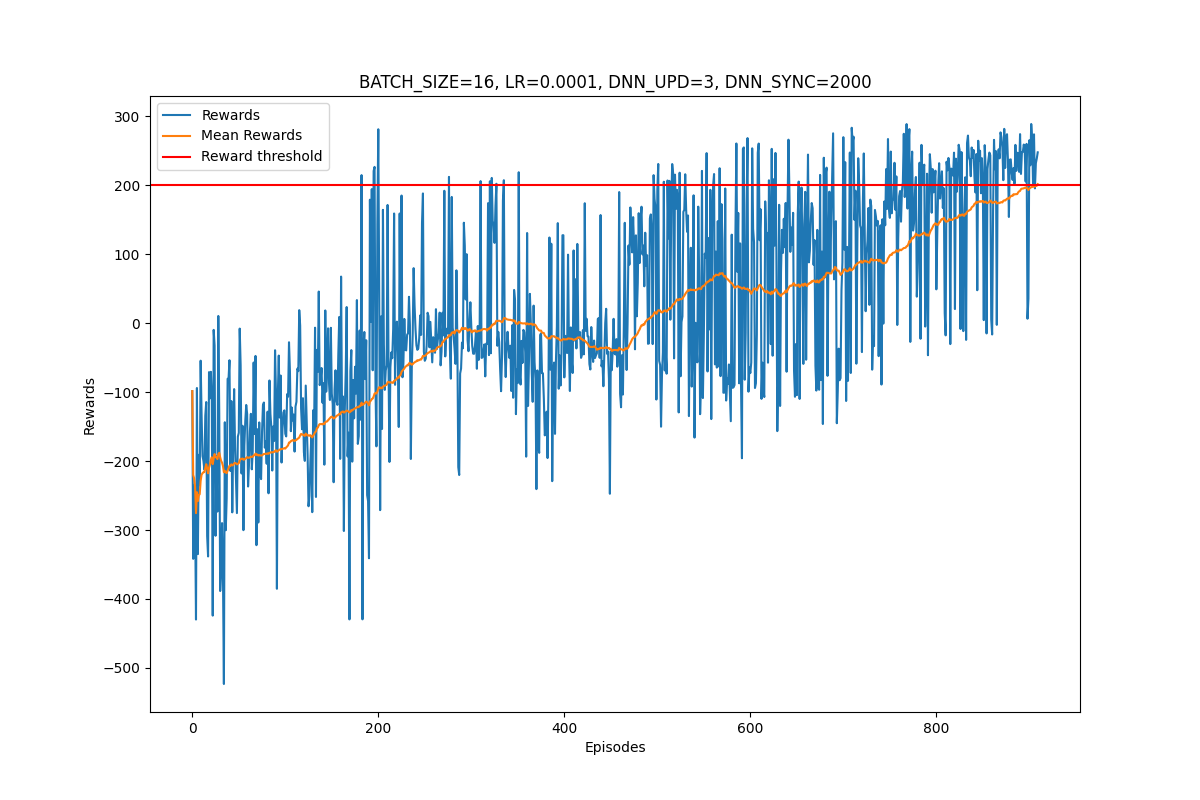 BATCH_SIZE=16, LR=0.0001, DNN_UPD=3, DNN_SYNC=2000
Rewards
Mean Rewards
Reward threshold
300
200
100
0
−100
−200
−300
−400
−500
Rewards
0
200
400
600
800
Episodes